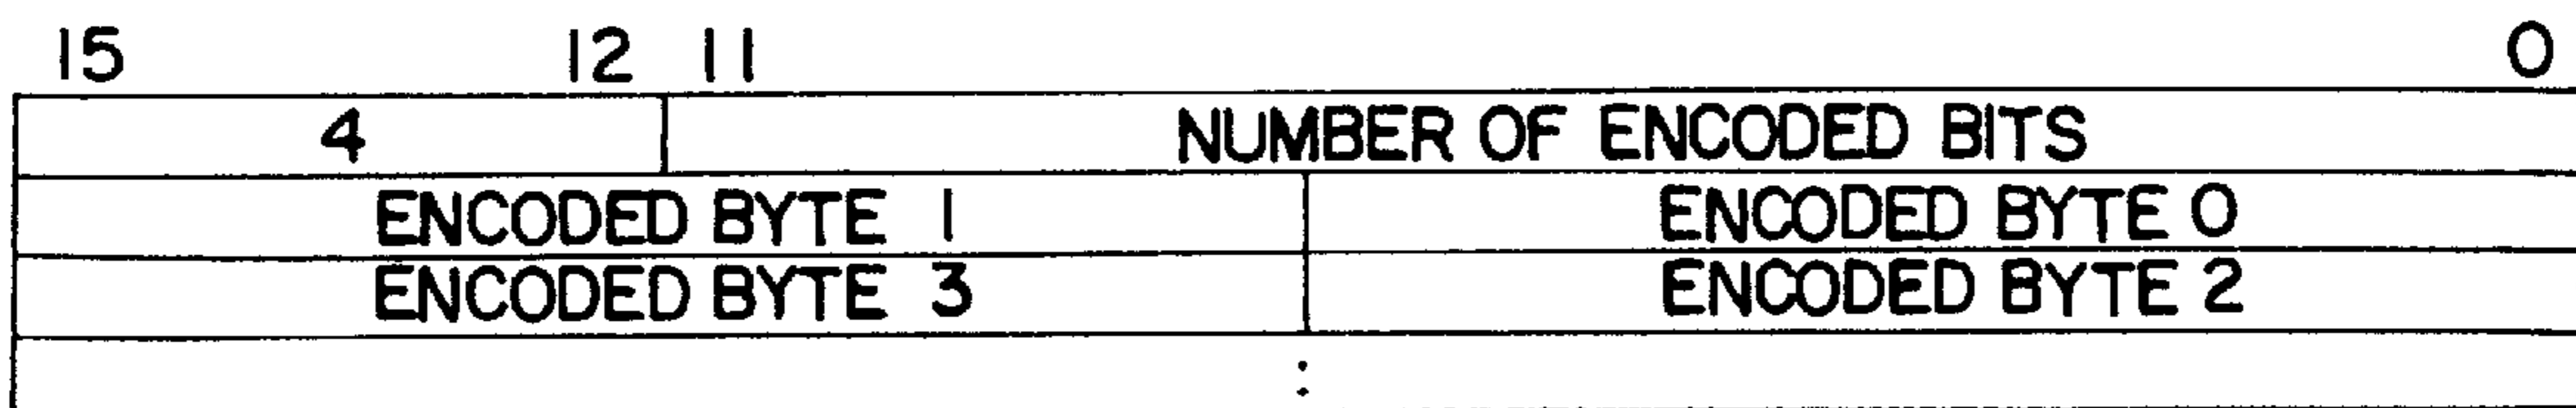 15 12 11 0
4 NUMBER OF ENCODED BITS
ENCODED BYTE 1 ENCODED BYTE 0
ENCODED BYTE 3 ENCODED BYTE 2
: